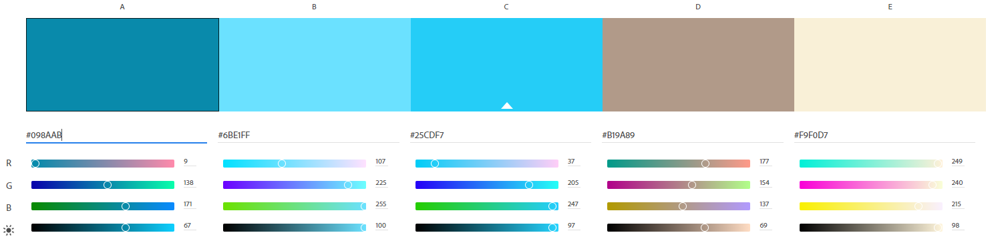 A B C D E
#098AAB #6BE1FF #25CDF7 #B19A89 #F9F0D7
R 9 107 37 177 249
G 138 225 205 154 240
B 171 255 247 137 215
67 100 97 69 98